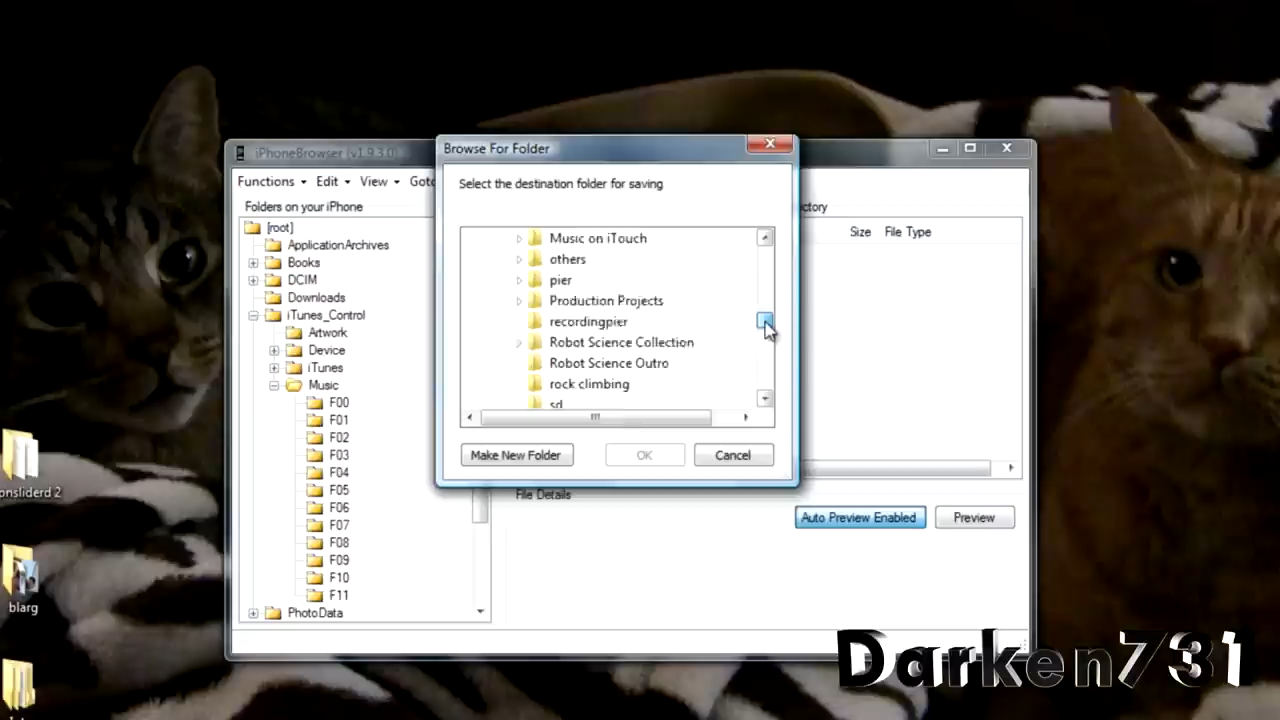 iPhoneBrowser (v1.9.3.0)
Functions Edit View Goto
Folders on your iPhone
[root]
ApplicationArchives
Books
DCIM
Downloads
iTunes_Control
Artwork
Device
iTunes
Music
F00
F01
F02
F03
F04
F05
F06
F07
F08
F09
F10
F11
PhotoData
Browse For Folder
Select the destination folder for saving
Music on iTouch
others
pier
Production Projects
recordingpier
Robot Science Collection
Robot Science Outro
rock climbing
sd
Make New Folder OK Cancel
ctory
Size File Type
File Details
Auto Preview Enabled Preview
onsliderd 2
blarg
Darken731